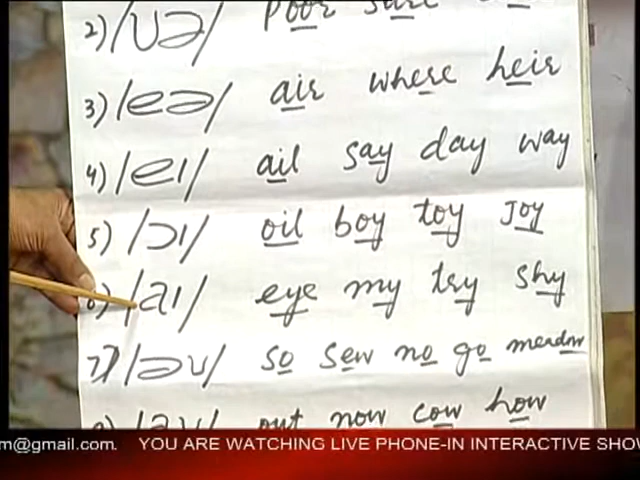 2) /ʊə/ Poor sure
3) /eə/ air where heir
4) /eɪ/ ail say day way
5) /ɔɪ/ oil boy toy Joy
6) /aɪ/ eye my try shy
7) /əʊ/ so sew no go meadow
/aʊ/ out now cow how
m@gmail.com. YOU ARE WATCHING LIVE PHONE-IN INTERACTIVE SHOW